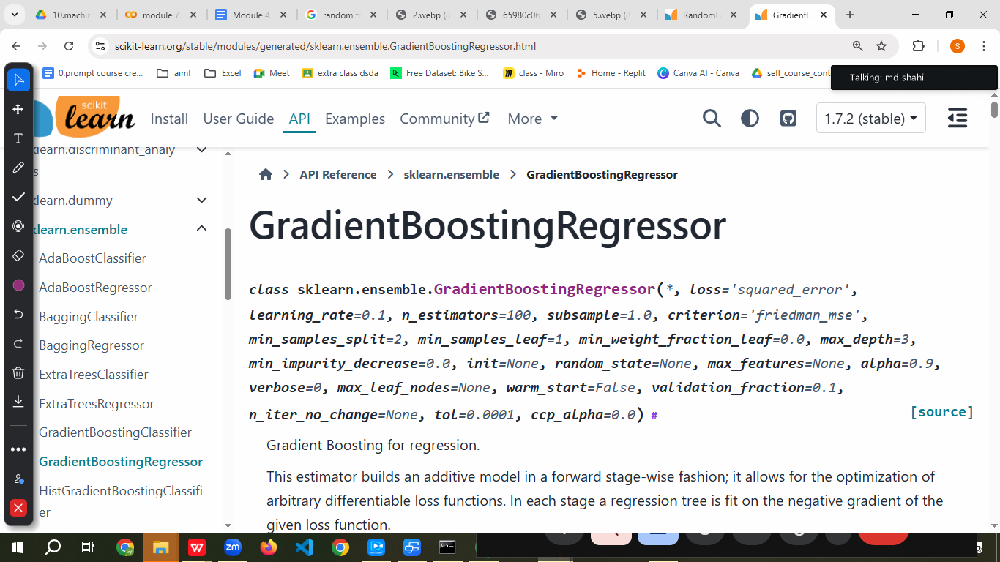 10.machin
module 7.
Module 4
random fo
2.webp (8
65980c06
5.webp (8
RandomFo
GradientB
scikit-learn.org/stable/modules/generated/sklearn.ensemble.GradientBoostingRegressor.html
S
0.prompt course cre...
aiml
Excel
Meet
extra class dsda
Free Dataset: Bike S...
class - Miro
Home - Replit
Canva AI - Canva
self_course_cont
Talking: md shahil
scikit
learn
Install
User Guide
API
Examples
Community
More
1.7.2 (stable)
klearn.discriminant_analy
s
klearn.dummy
klearn.ensemble
AdaBoostClassifier
AdaBoostRegressor
BaggingClassifier
BaggingRegressor
ExtraTreesClassifier
ExtraTreesRegressor
GradientBoostingClassifier
GradientBoostingRegressor
HistGradientBoostingClassifi
er
API Reference
sklearn.ensemble
GradientBoostingRegressor
GradientBoostingRegressor
class sklearn.ensemble.GradientBoostingRegressor(*, loss='squared_error',
learning_rate=0.1, n_estimators=100, subsample=1.0, criterion='friedman_mse',
min_samples_split=2, min_samples_leaf=1, min_weight_fraction_leaf=0.0, max_depth=3,
min_impurity_decrease=0.0, init=None, random_state=None, max_features=None, alpha=0.9,
verbose=0, max_leaf_nodes=None, warm_start=False, validation_fraction=0.1,
n_iter_no_change=None, tol=0.0001, ccp_alpha=0.0) #
[source]
Gradient Boosting for regression.
This estimator builds an additive model in a forward stage-wise fashion; it allows for the optimization of
arbitrary differentiable loss functions. In each stage a regression tree is fit on the negative gradient of the
given loss function.
zm